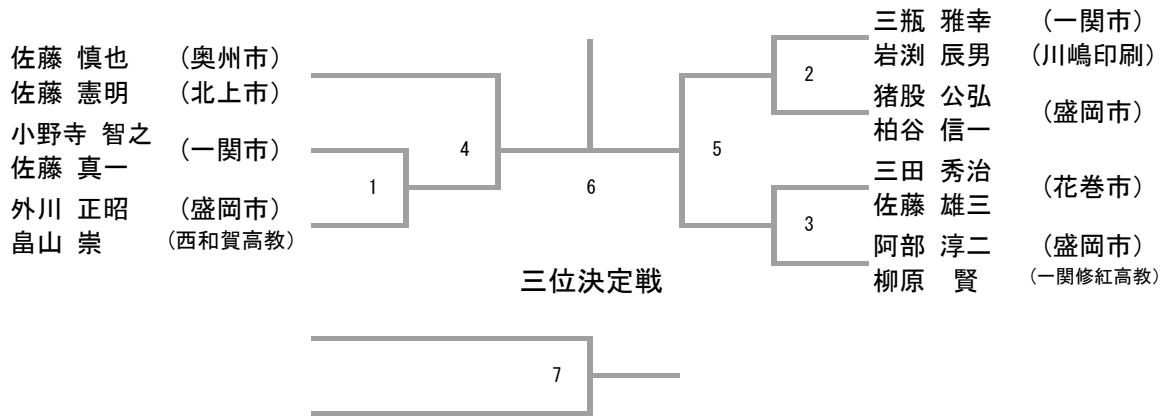 佐藤 慎也 （奥州市）
佐藤 憲明 （北上市）
小野寺 智之
佐藤 真一
（一関市）
外川 正昭 （盛岡市）
畠山 崇 （西和賀高教）
1
4
6
5
2
3
三瓶 雅幸 （一関市）
岩渕 辰男 （川嶋印刷）
猪股 公弘
柏谷 信一
（盛岡市）
三田 秀治
佐藤 雄三
（花巻市）
阿部 淳二 （盛岡市）
柳原 賢 （一関修紅高教）
三位決定戦
7